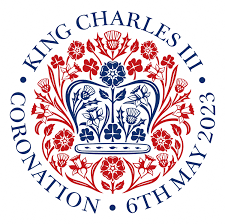 · KING CHARLES III ·
CORONATION · 6TH MAY 2023